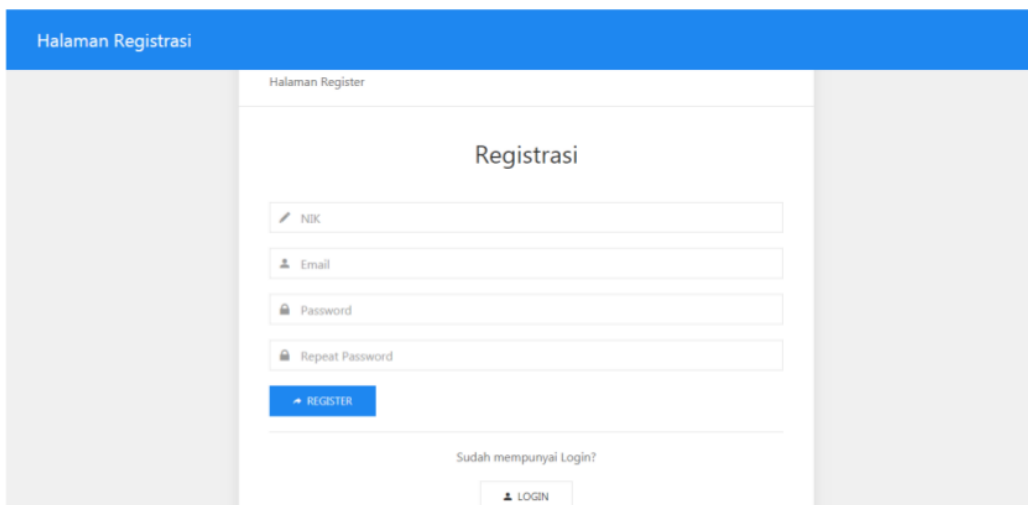 Halaman Registrasi
Halaman Register
Registrasi
NIK
Email
Password
Repeat Password
REGISTER
Sudah mempunyai Login?
LOGIN